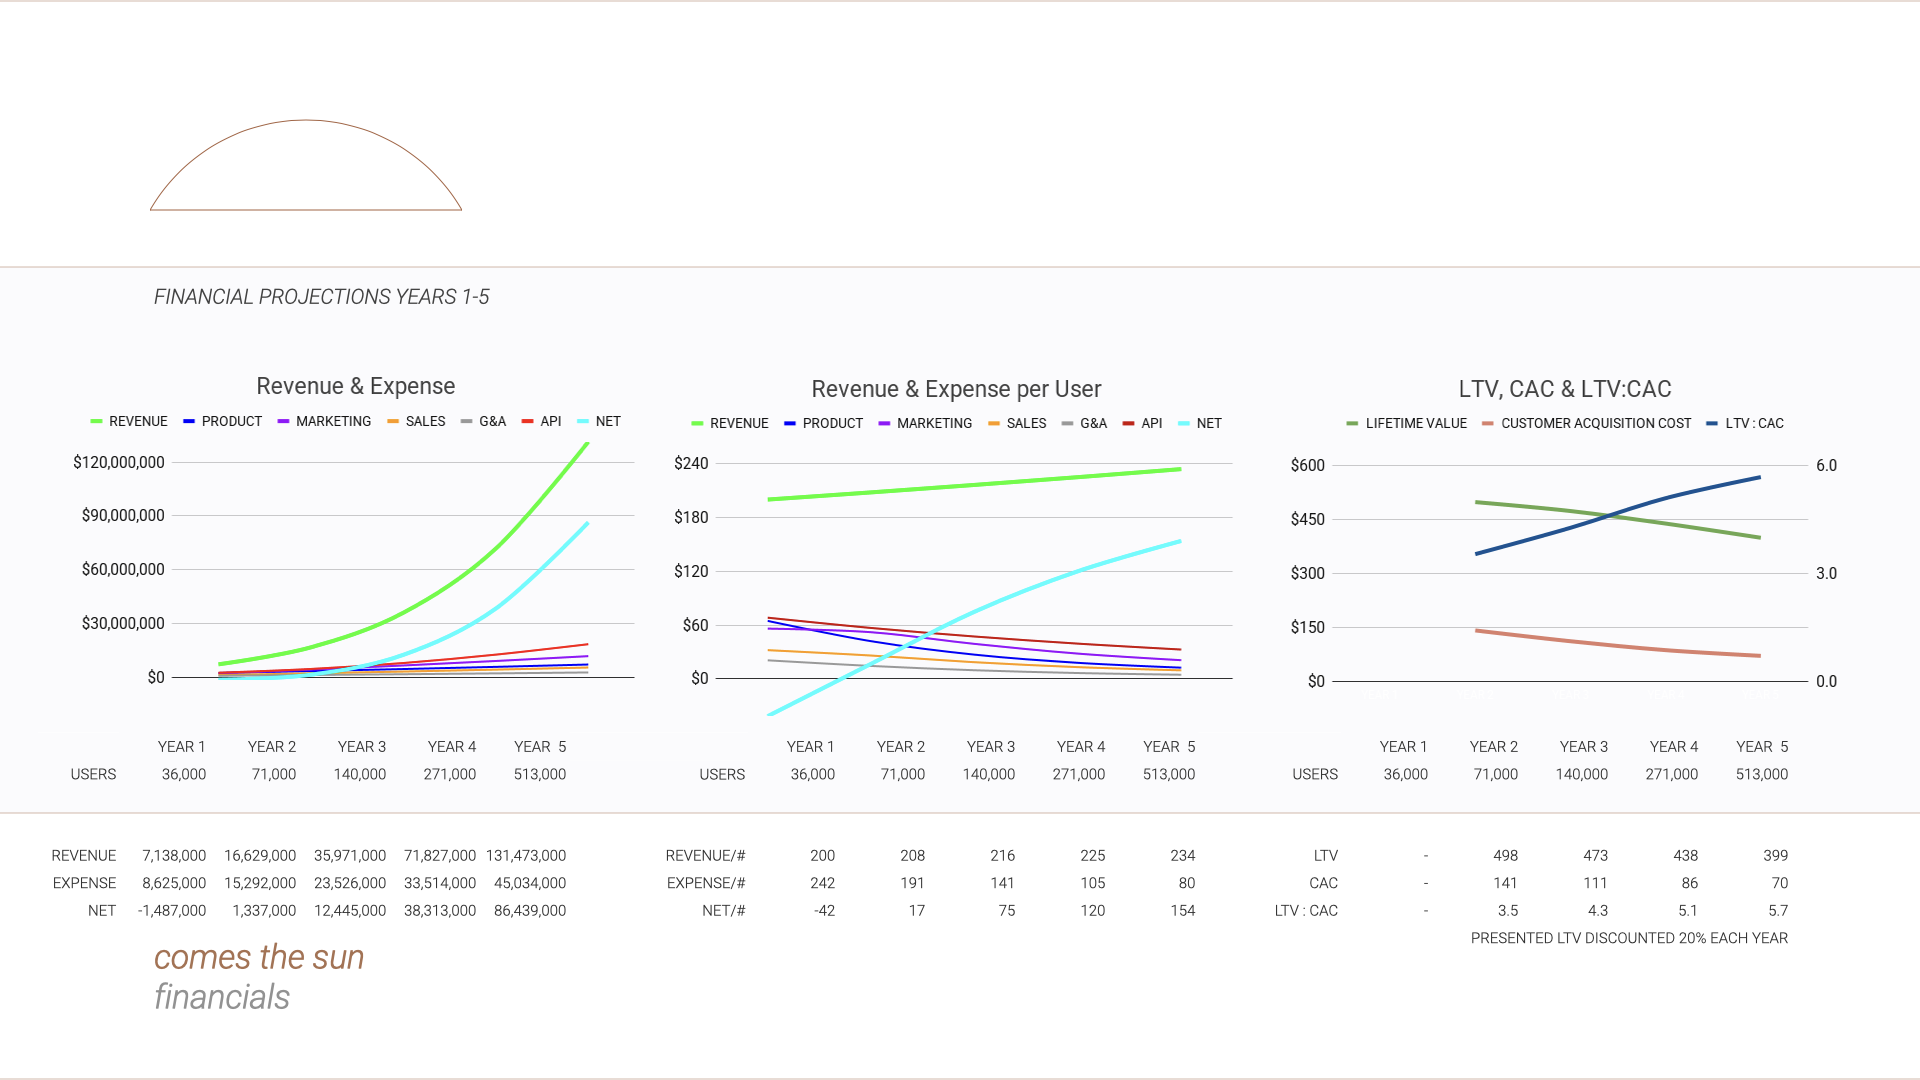 FINANCIAL PROJECTIONS YEARS 1-5
Revenue & Expense
REVENUE PRODUCT MARKETING SALES G&A API NET
$120,000,000
$90,000,000
$60,000,000
$30,000,000
$0
YEAR 1 YEAR 2 YEAR 3 YEAR 4 YEAR 5
USERS 36,000 71,000 140,000 271,000 513,000
REVENUE 7,138,000 16,629,000 35,971,000 71,827,000 131,473,000
EXPENSE 8,625,000 15,292,000 23,526,000 33,514,000 45,034,000
NET -1,487,000 1,337,000 12,445,000 38,313,000 86,439,000
Revenue & Expense per User
REVENUE PRODUCT MARKETING SALES G&A API NET
$240
$180
$120
$60
$0
YEAR 1 YEAR 2 YEAR 3 YEAR 4 YEAR 5
USERS 36,000 71,000 140,000 271,000 513,000
REVENUE/# 200 208 216 225 234
EXPENSE/# 242 191 141 105 80
NET/# -42 17 75 120 154
LTV, CAC & LTV:CAC
LIFETIME VALUE CUSTOMER ACQUISITION COST LTV : CAC
$600 6.0
$450
$300 3.0
$150
$0 0.0
YEAR 1 YEAR 2 YEAR 3 YEAR 4 YEAR 5
USERS 36,000 71,000 140,000 271,000 513,000
LTV - 498 473 438 399
CAC - 141 111 86 70
LTV : CAC - 3.5 4.3 5.1 5.7
PRESENTED LTV DISCOUNTED 20% EACH YEAR
comes the sun
financials